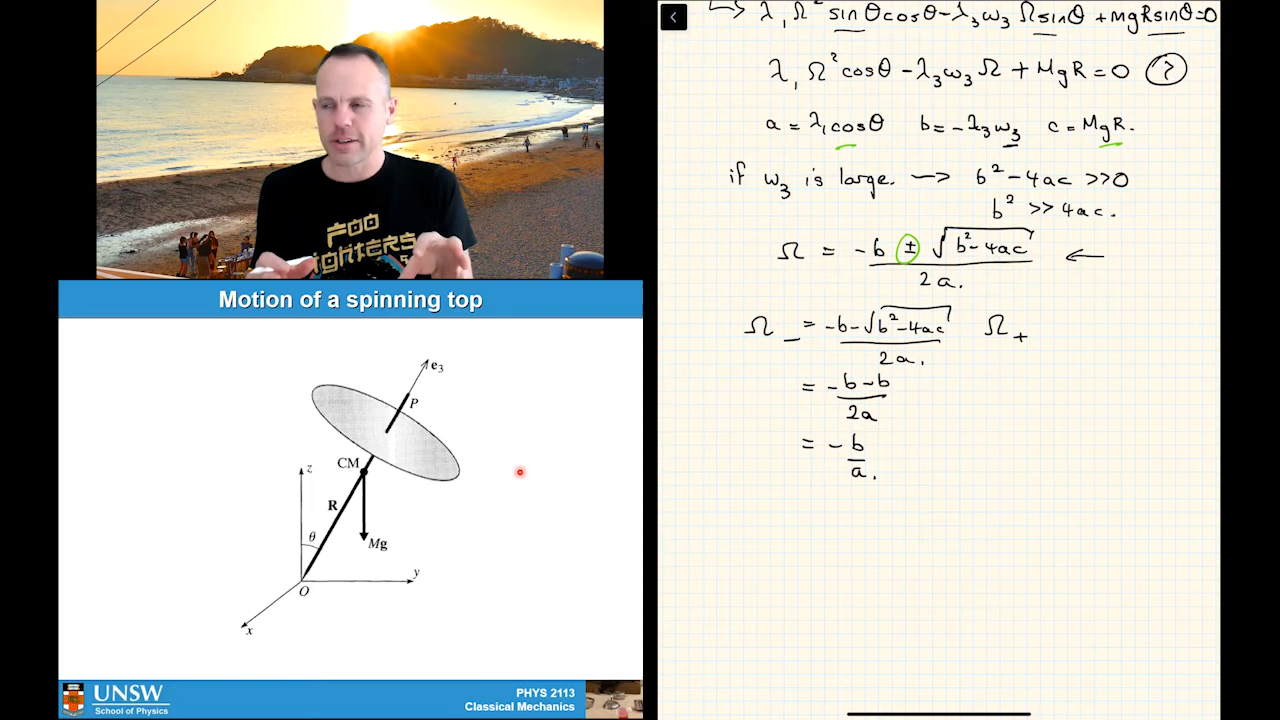 FOO
FIGHTERS
Motion of a spinning top
e₃
P
CM
z
R
θ
Mg
y
O
x
UNSW
School of Physics
PHYS 2113
Classical Mechanics
↳ λ₁Ω² sinθcosθ - λ₃ω₃ Ωsinθ + MgRsinθ = 0
λ₁Ω²cosθ - λ₃ω₃Ω + MgR = 0 (?)
a = λ₁cosθ b = -λ₃ω₃ c = MgR.
if ω₃ is large. → b² - 4ac >> 0
b² >> 4ac.
Ω = -b ± √(b² - 4ac) / 2a. ←
Ω₋ = -b - √(b² - 4ac) / 2a. Ω₊
= -b - b / 2a
= - b / a.